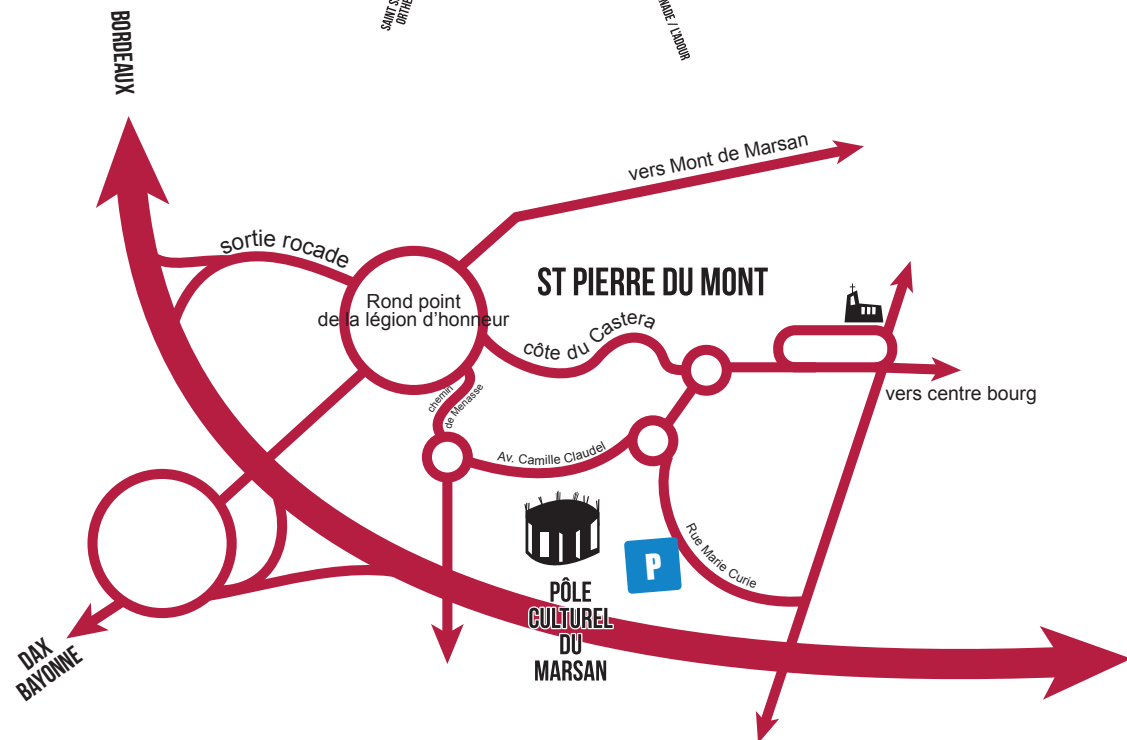 BORDEAUX
vers Mont de Marsan
sortie rocade
ST PIERRE DU MONT
Rond point
de la légion d'honneur
côte du Castera
vers centre bourg
chemin
de Menasse
Av. Camille Claudel
Rue Marie Curie
P
PÔLE
CULTUREL
DU
MARSAN
DAX
BAYONNE